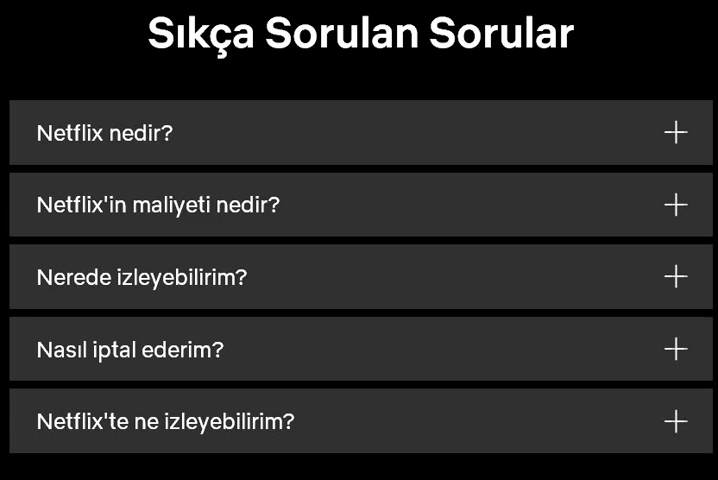 Sıkça Sorulan Sorular
Netflix nedir?
Netflix'in maliyeti nedir?
Nerede izleyebilirim?
Nasıl iptal ederim?
Netflix'te ne izleyebilirim?